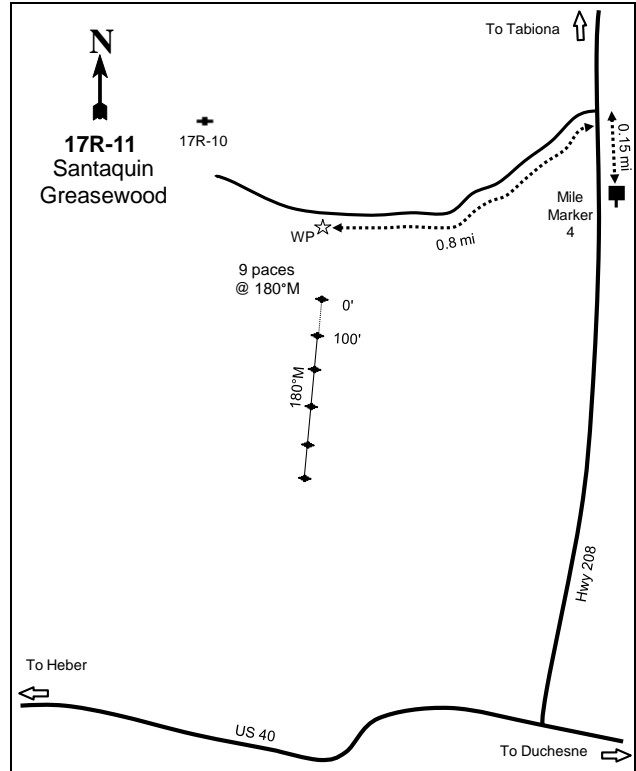 To Tabiona
N
17R-11
Santaquin
Greasewood
17R-10
0.15 mi
Mile
Marker
4
WP
0.8 mi
9 paces
@ 180°M
0'
100'
180°M
Hwy 208
To Heber
US 40
To Duchesne